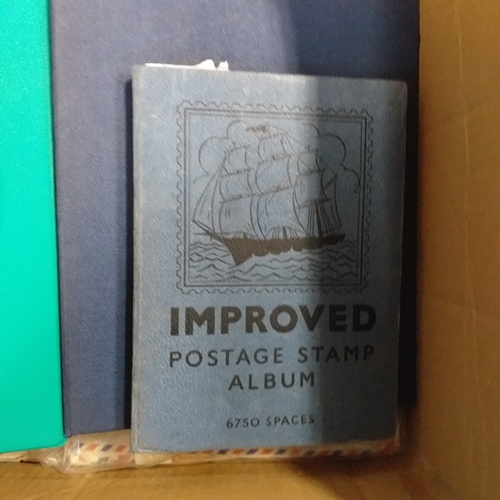 IMPROVED
POSTAGE STAMP
ALBUM
6750 SPACES